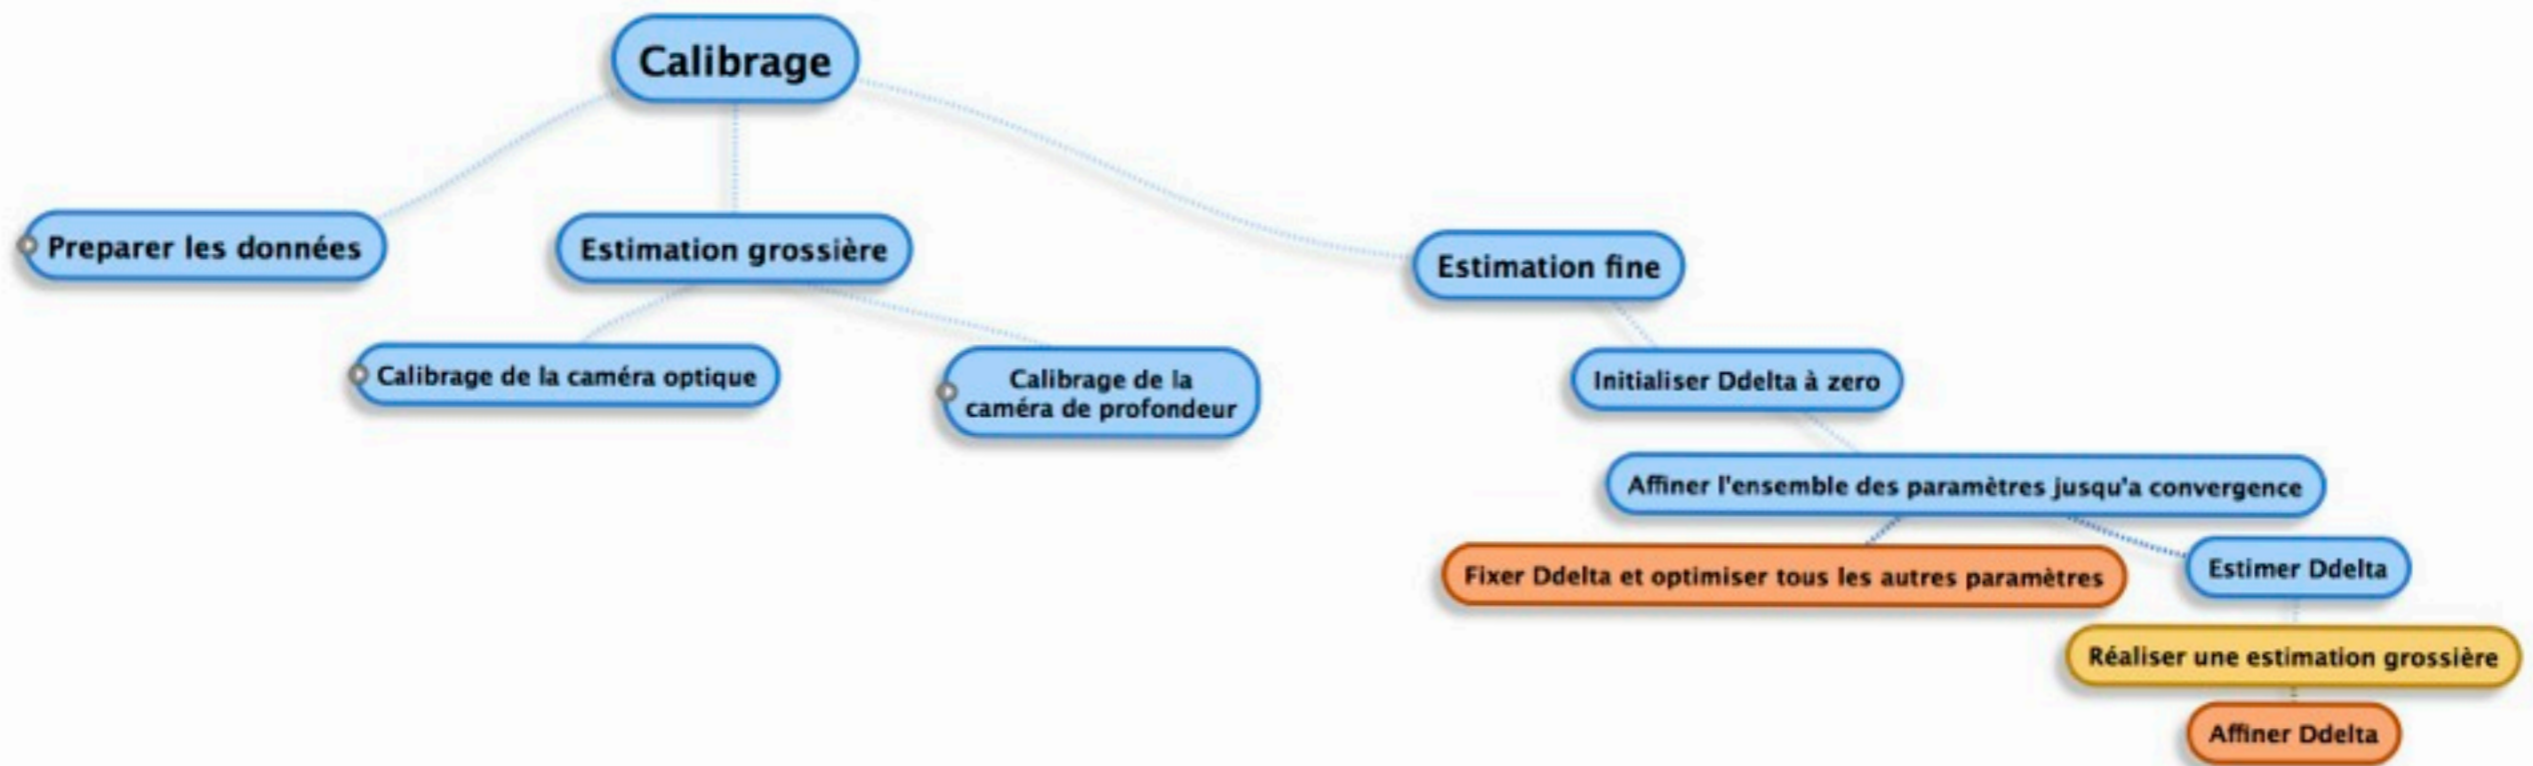 Calibrage
Preparer les données
Estimation grossière
Estimation fine
Calibrage de la caméra optique
Calibrage de la
caméra de profondeur
Initialiser Ddelta à zero
Affiner l'ensemble des paramètres jusqu'a convergence
Fixer Ddelta et optimiser tous les autres paramètres
Estimer Ddelta
Réaliser une estimation grossière
Affiner Ddelta